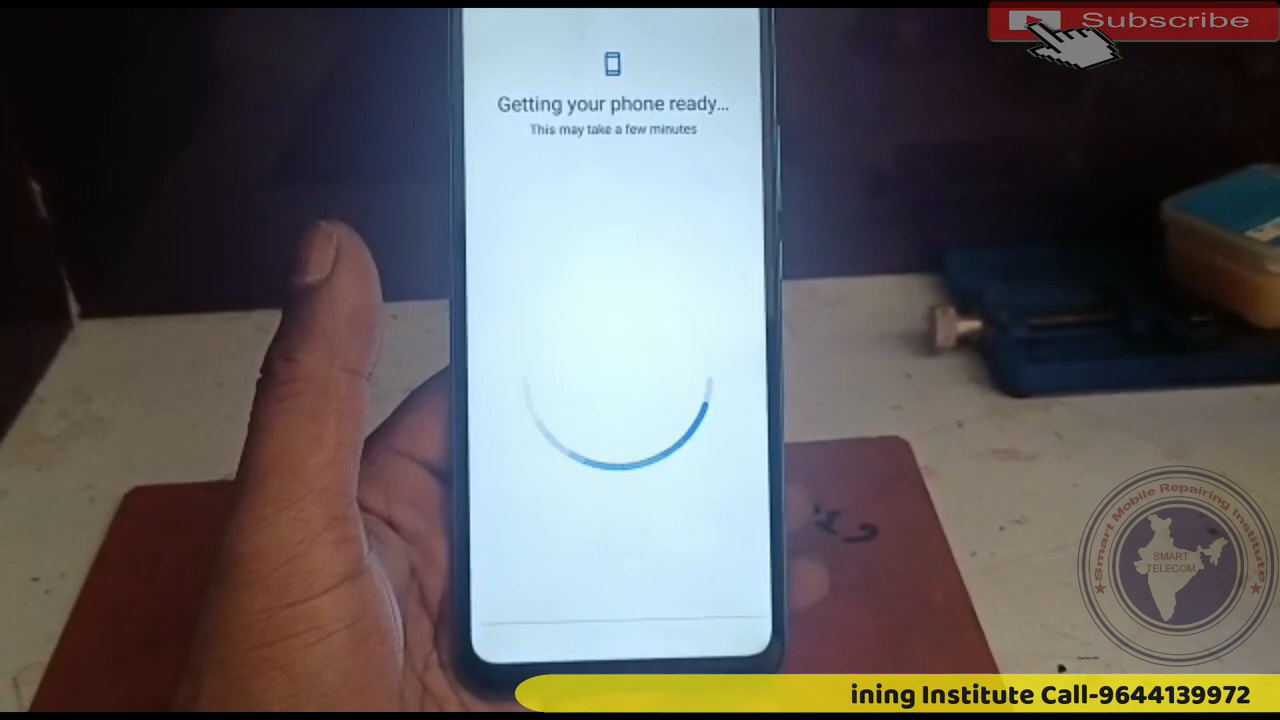 Subscribe
Getting your phone ready...
This may take a few minutes
Smart Mobile Repairing Institute
SMART
TELECOM
ining Institute Call-9644139972